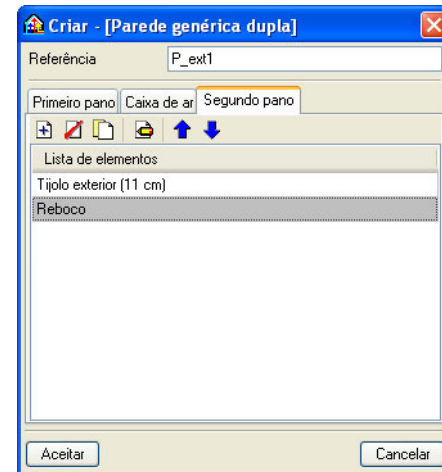 Criar - [Parede genérica dupla]
Referência P_ext1
Primeiro pano Caixa de ar Segundo pano
Lista de elementos
Tijolo exterior (11 cm)
Reboco
Aceitar Cancelar